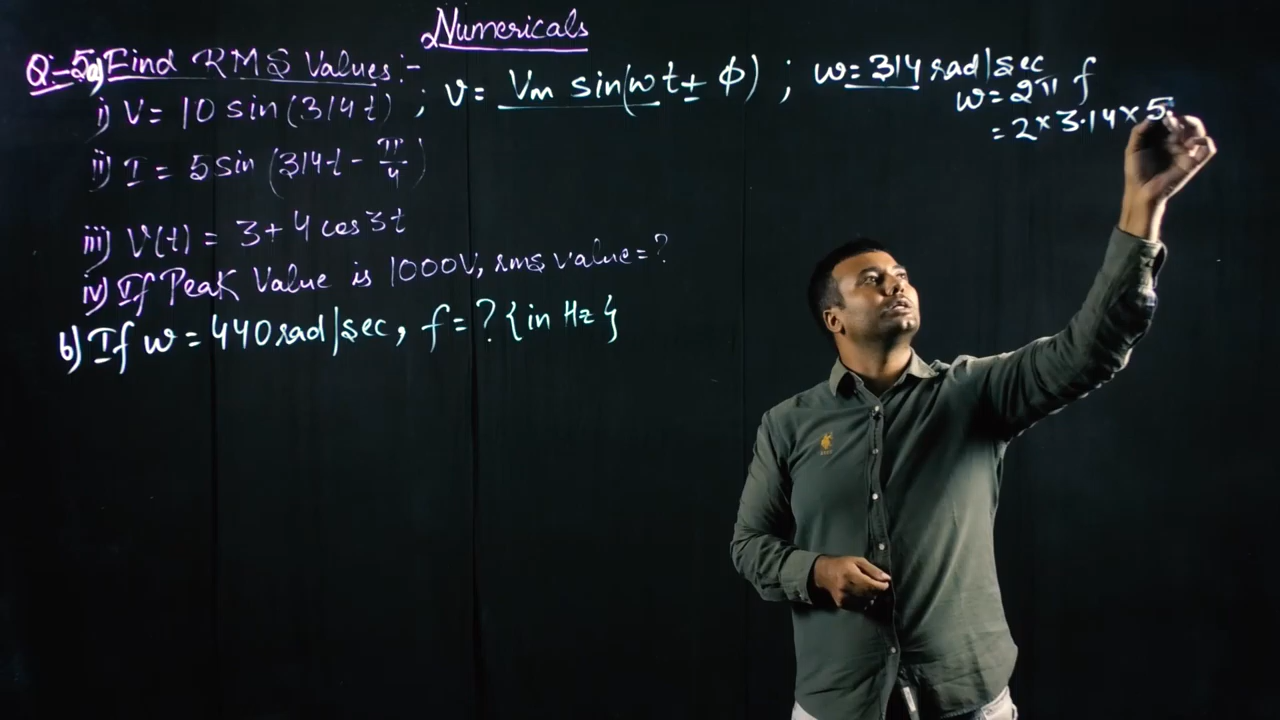 Numericals
Q-5a) Find RMS Values:-
i) V= 10 sin(314t) ; v= Vm sin(ωt± φ) ; ω=314 rad/sec
ω=2π f
= 2×3.14×5
ii) I = 5 sin (314t - π/4)
iii) V(t) = 3+4 cos 3t
iv) If Peak Value is 1000V, rms value=?
b) If ω = 440 rad/sec, f = ? {in Hz}